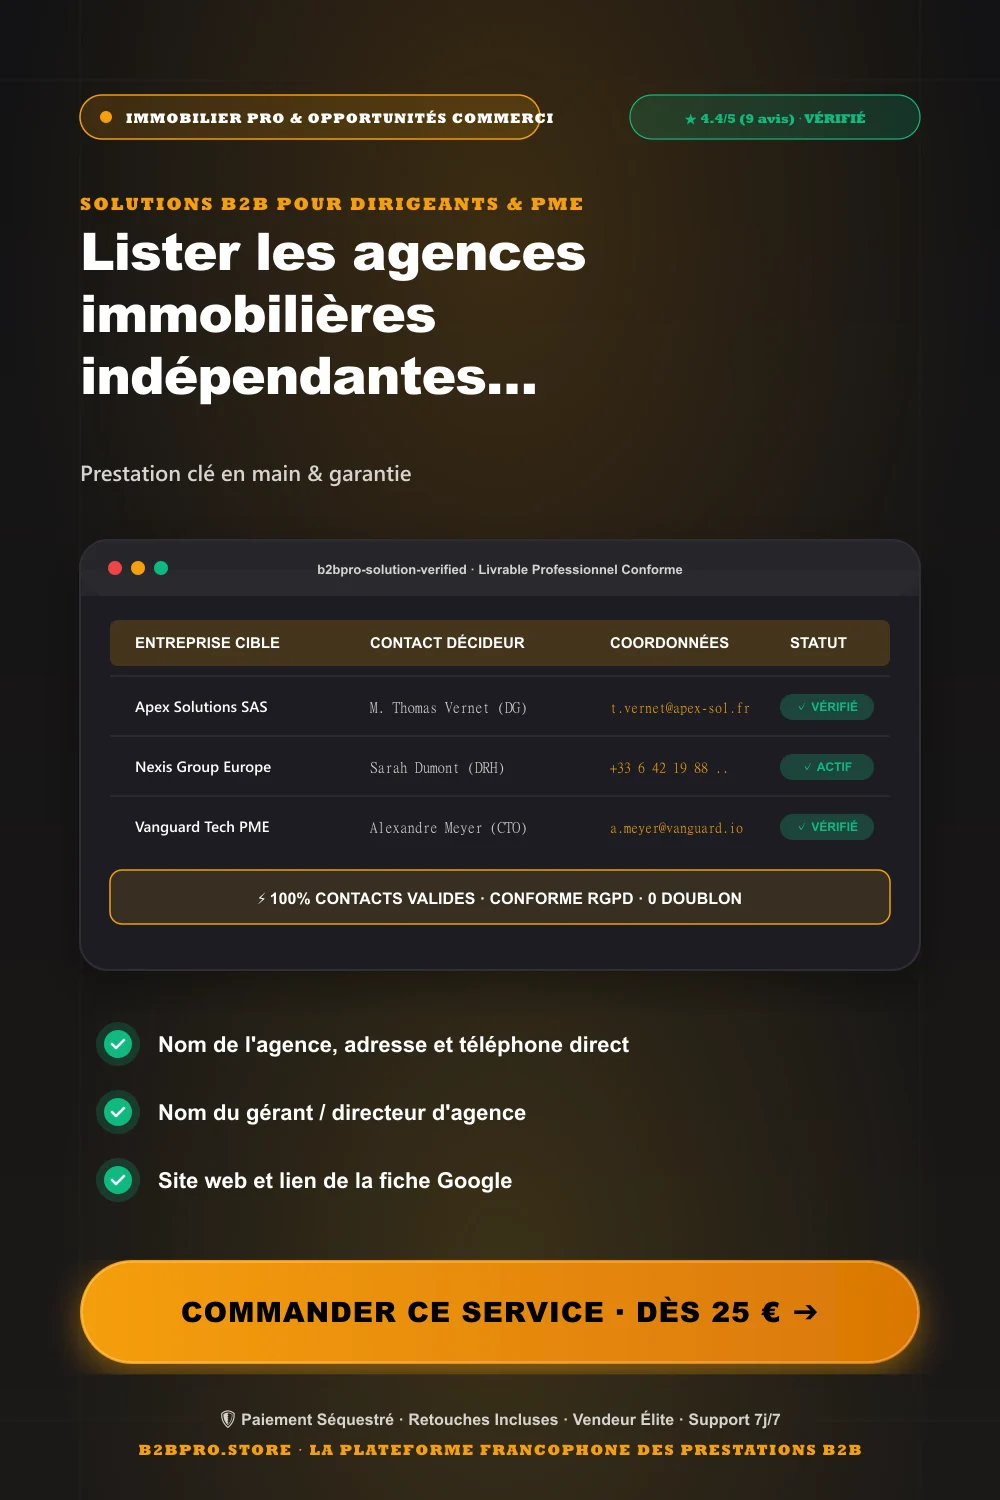 IMMOBILIER PRO & OPPORTUNITÉS COMMERCI
★ 4.4/5 (9 avis) · VÉRIFIÉ
SOLUTIONS B2B POUR DIRIGEANTS & PME
Lister les agences
immobilières
indépendantes...
Prestation clé en main & garantie
b2bpro-solution-verified · Livrable Professionnel Conforme
ENTREPRISE CIBLE CONTACT DÉCIDEUR COORDONNÉES STATUT
Apex Solutions SAS M. Thomas Vernet (DG) t.vernet@apex-sol.fr ✓ VÉRIFIÉ
Nexis Group Europe Sarah Dumont (DRH) +33 6 42 19 88 .. ✓ ACTIF
Vanguard Tech PME Alexandre Meyer (CTO) a.meyer@vanguard.io ✓ VÉRIFIÉ
⚡ 100% CONTACTS VALIDES · CONFORME RGPD · 0 DOUBLON
Nom de l'agence, adresse et téléphone direct
Nom du gérant / directeur d'agence
Site web et lien de la fiche Google
COMMANDER CE SERVICE · DÈS 25 € ➔
🛡 Paiement Séquestré · Retouches Incluses · Vendeur Élite · Support 7j/7
B2BPRO.STORE · LA PLATEFORME FRANCOPHONE DES PRESTATIONS B2B